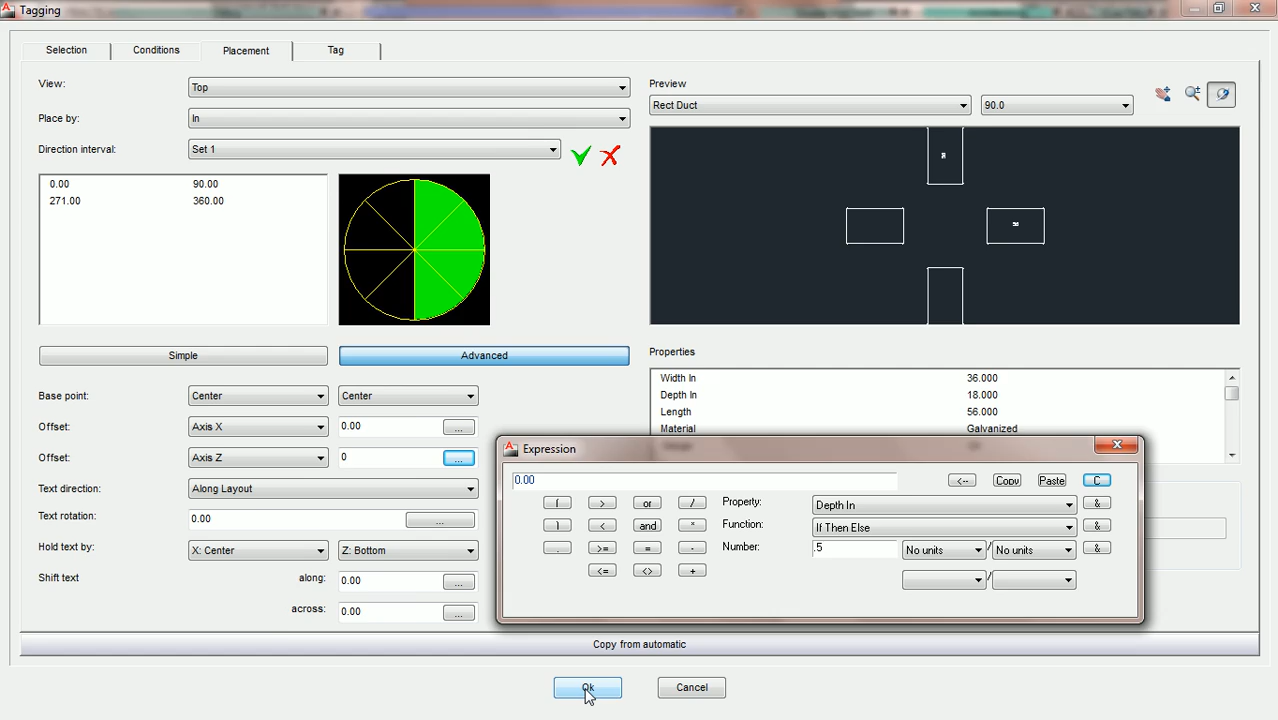 Tagging
Selection
Conditions
Placement
Tag
View:
Top
Place by:
In
Direction interval:
Set 1
0.00 90.00
271.00 360.00
Simple
Advanced
Base point:
Center
Center
Offset:
Axis X
0.00
...
Offset:
Axis Z
0
...
Text direction:
Along Layout
Text rotation:
0.00
...
Hold text by:
X: Center
Z: Bottom
Shift text
along:
0.00
...
across:
0.00
...
Preview
Rect Duct
90.0
Properties
Width In 36.000
Depth In 18.000
Length 56.000
Material Galvanized
Expression
0.00
<--
Copy
Paste
C
( > or /
) < and *
. >= = -
<= <> +
Property:
Depth In
&
Function:
If Then Else
&
Number:
.5
No units
/
No units
&
/
Copy from automatic
Ok
Cancel